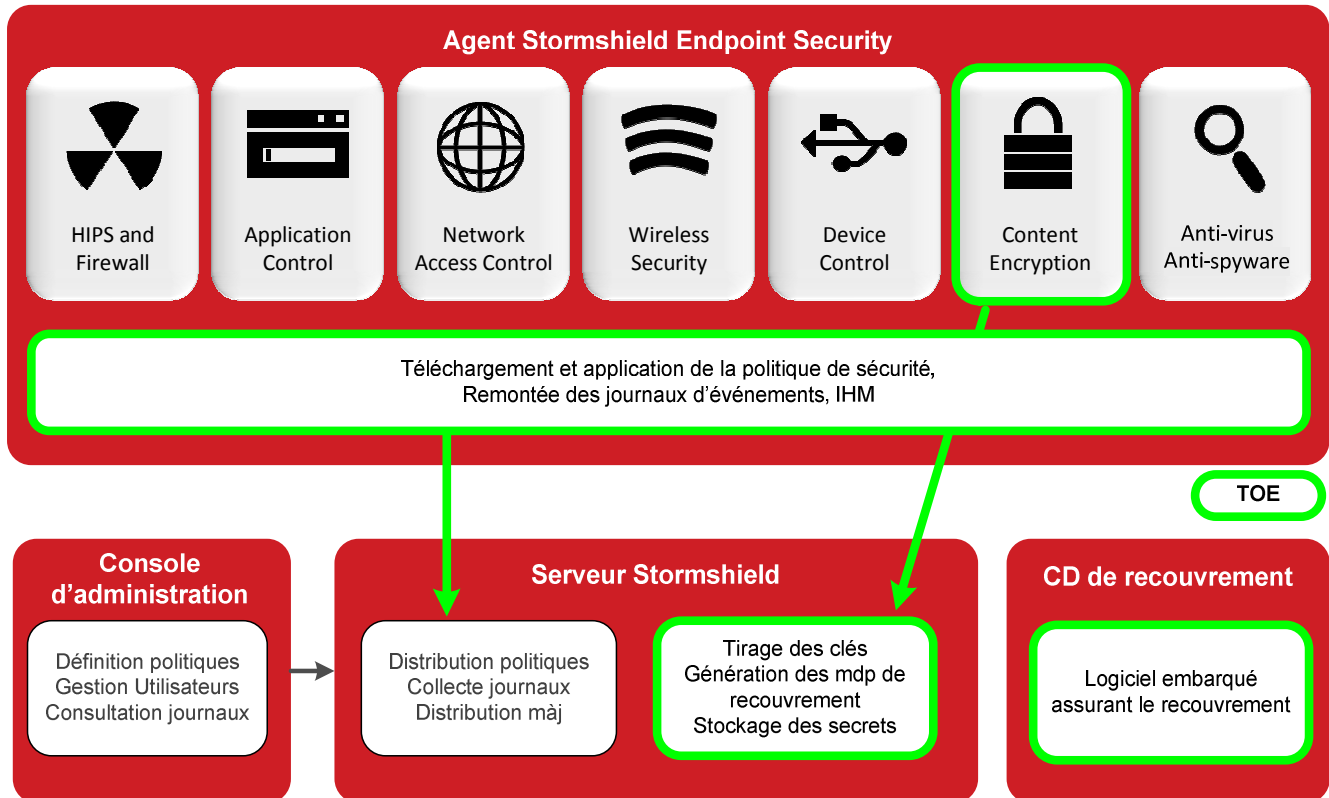 Agent Stormshield Endpoint Security
HIPS and
Firewall
Application
Control
Network
Access Control
Wireless
Security
Device
Control
Content
Encryption
Anti-virus
Anti-spyware
Téléchargement et application de la politique de sécurité,
Remontée des journaux d'événements, IHM
TOE
Console
d'administration
Définition politiques
Gestion Utilisateurs
Consultation journaux
Serveur Stormshield
Distribution politiques
Collecte journaux
Distribution màj
Tirage des clés
Génération des mdp de
recouvrement
Stockage des secrets
CD de recouvrement
Logiciel embarqué
assurant le recouvrement